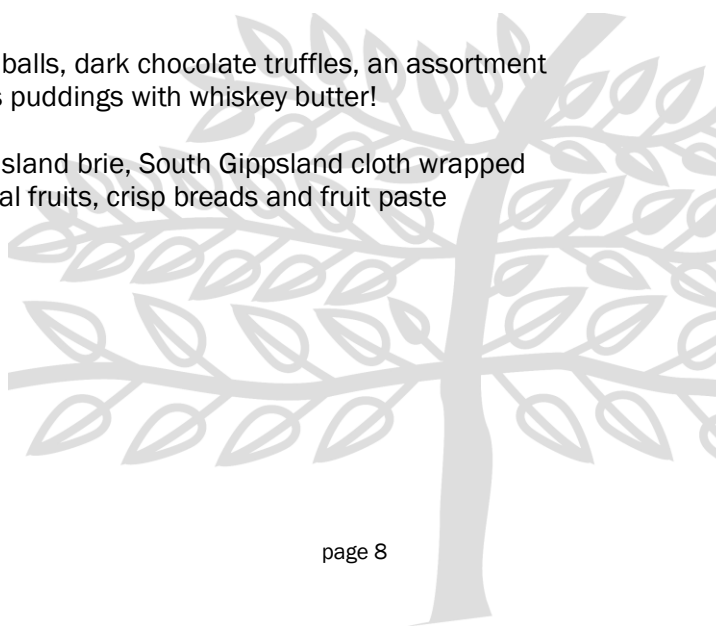 balls, dark chocolate truffles, an assortment
s puddings with whiskey butter!
sland brie, South Gippsland cloth wrapped
al fruits, crisp breads and fruit paste
page 8